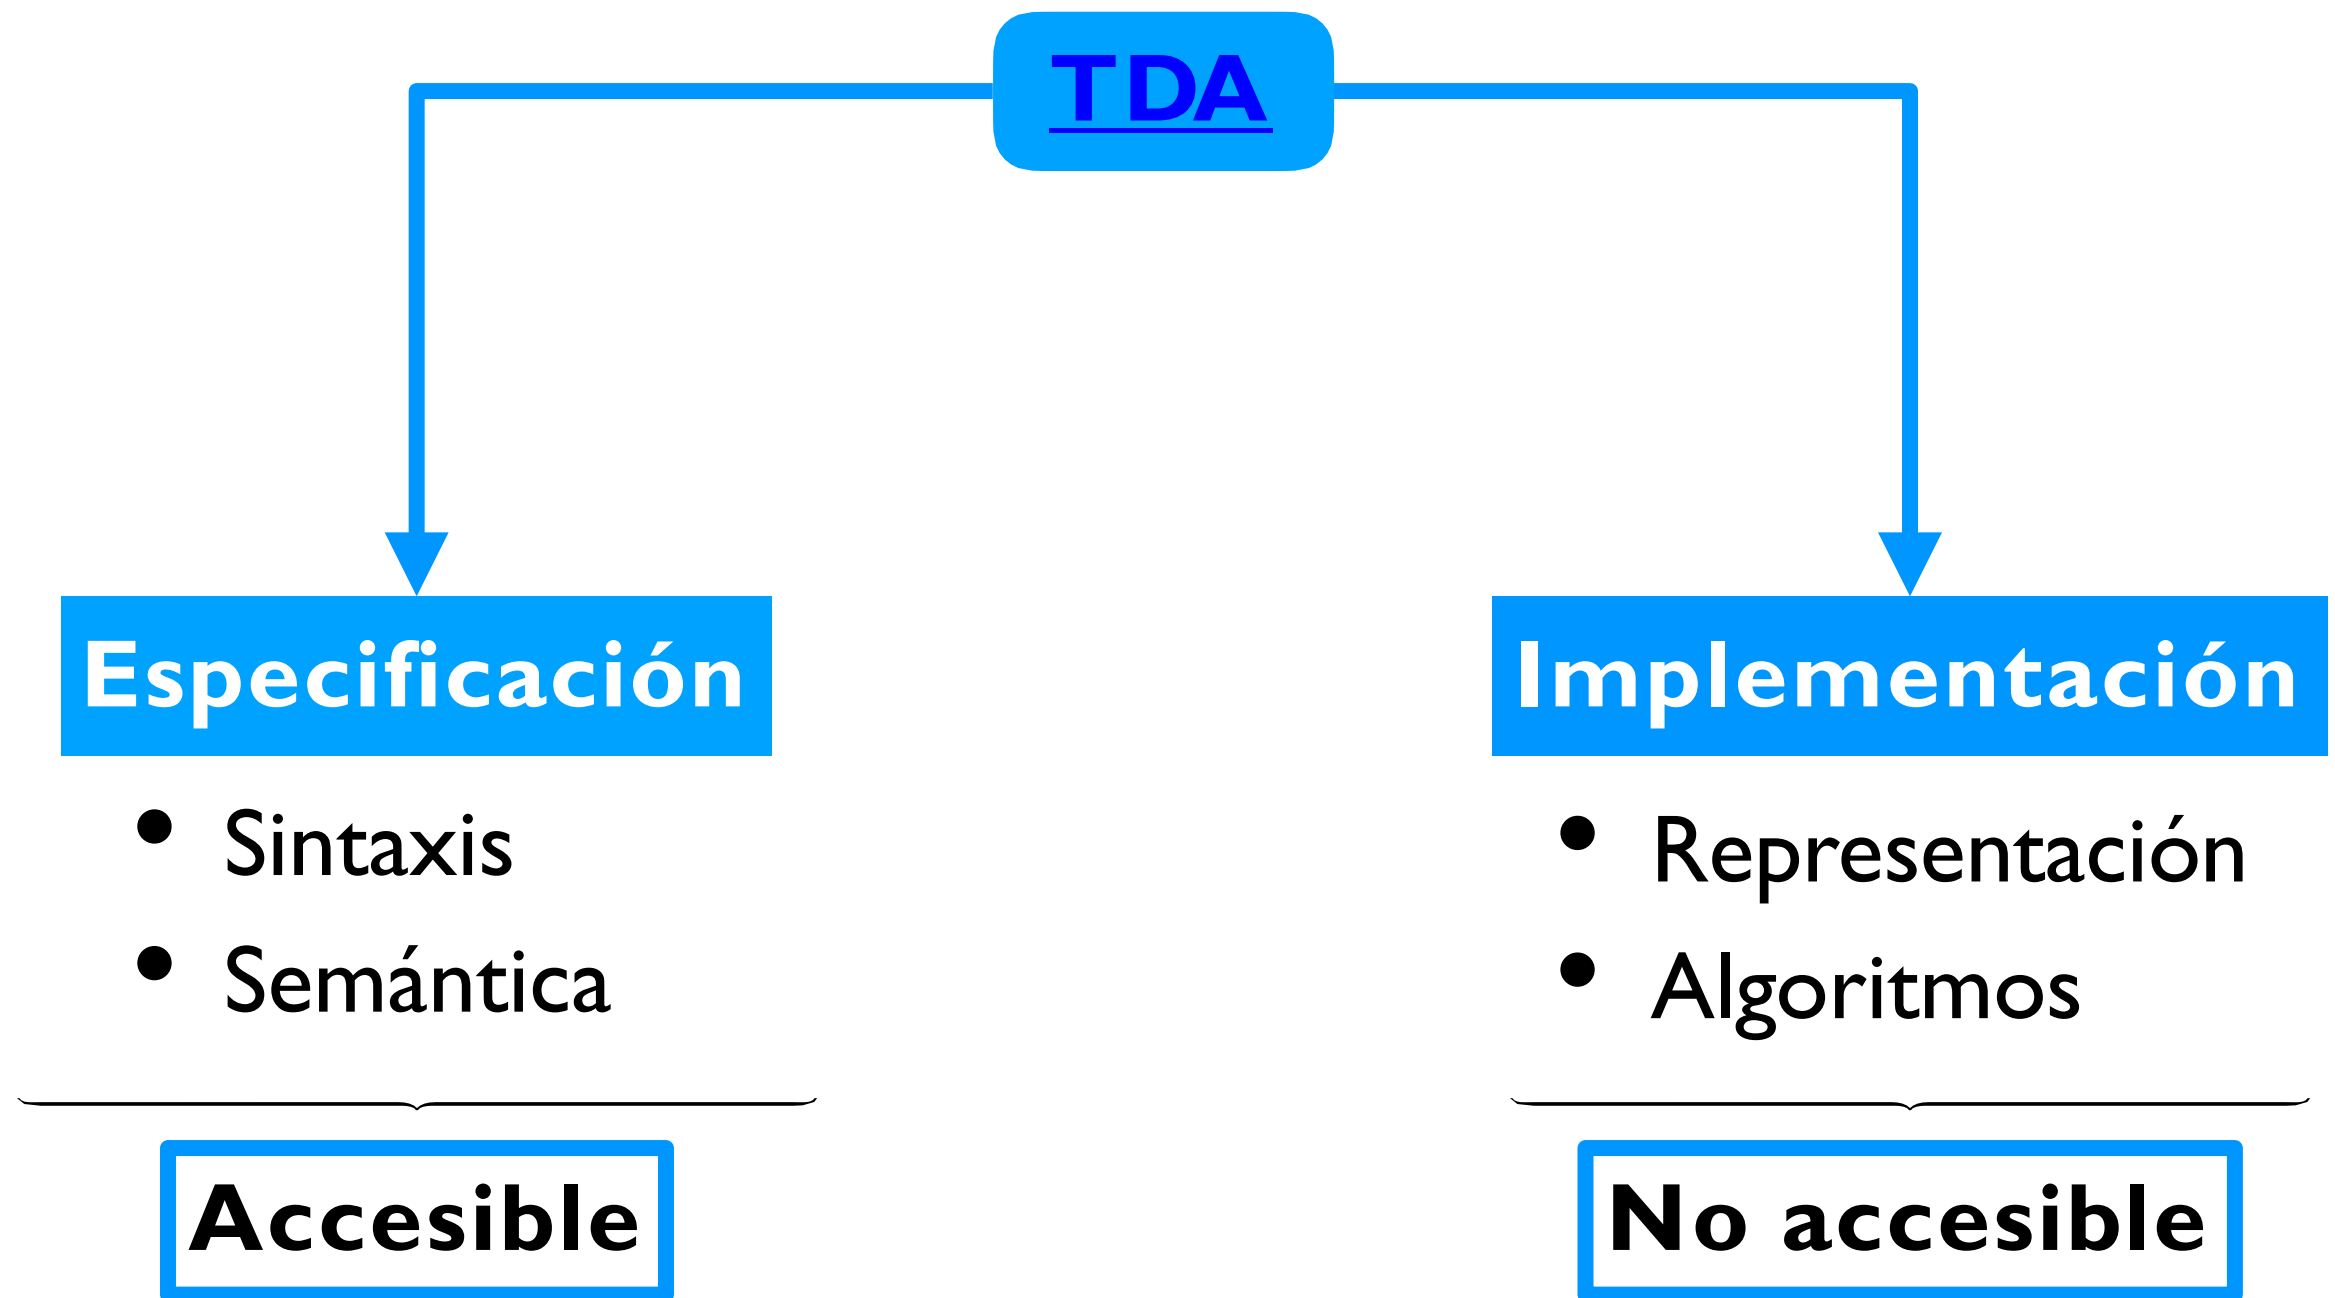 TDA
Especificación
• Sintaxis
• Semántica
Accesible
Implementación
• Representación
• Algoritmos
No accesible